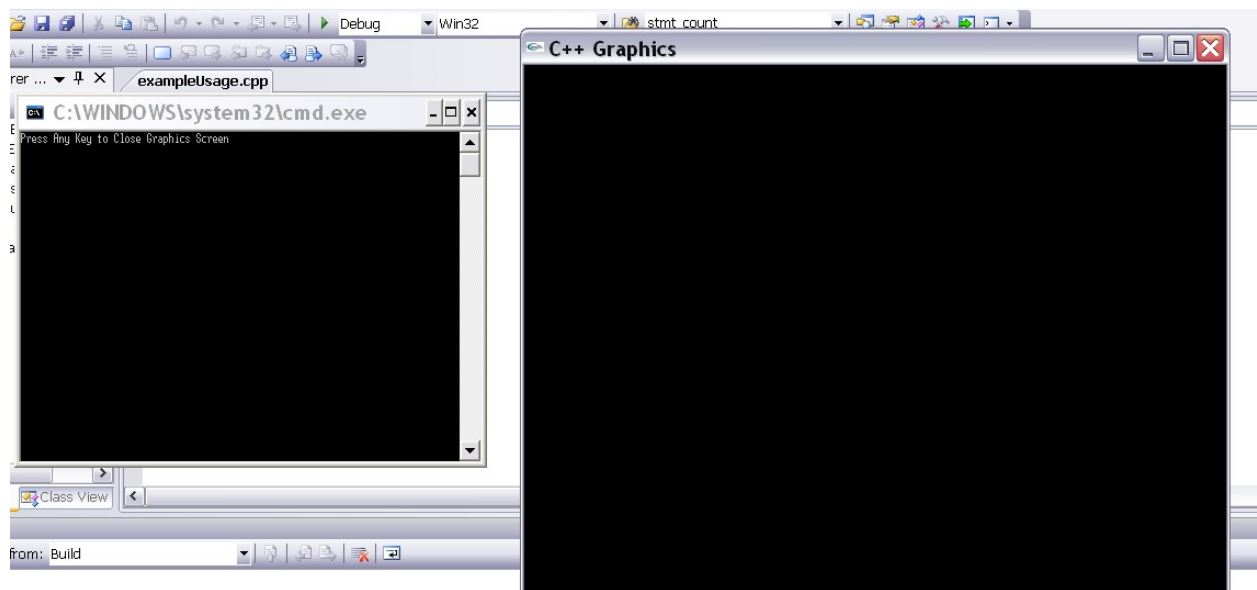 Debug Win32 stmt_count
C++ Graphics
exampleUsage.cpp
C:\WINDOWS\system32\cmd.exe
Press Any Key to Close Graphics Screen
Class View
from: Build